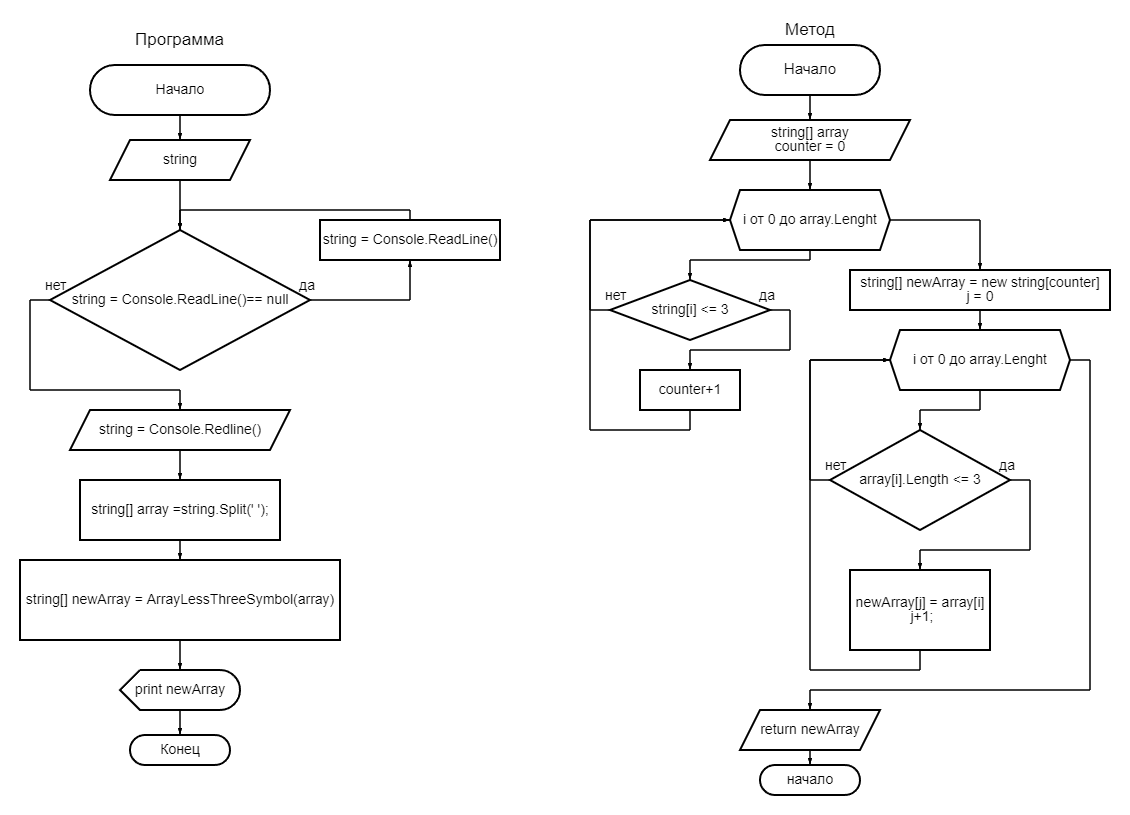 Программа
Начало
string
string = Console.ReadLine()
нет
да
string = Console.ReadLine()== null
string = Console.Redline()
string[] array =string.Split(' ');
string[] newArray = ArrayLessThreeSymbol(array)
print newArray
Конец
Метод
Начало
string[] array
counter = 0
i от 0 до array.Lenght
нет
да
string[i] <= 3
counter+1
string[] newArray = new string[counter]
j = 0
i от 0 до array.Lenght
нет
да
array[i].Length <= 3
newArray[j] = array[i]
j+1;
return newArray
начало